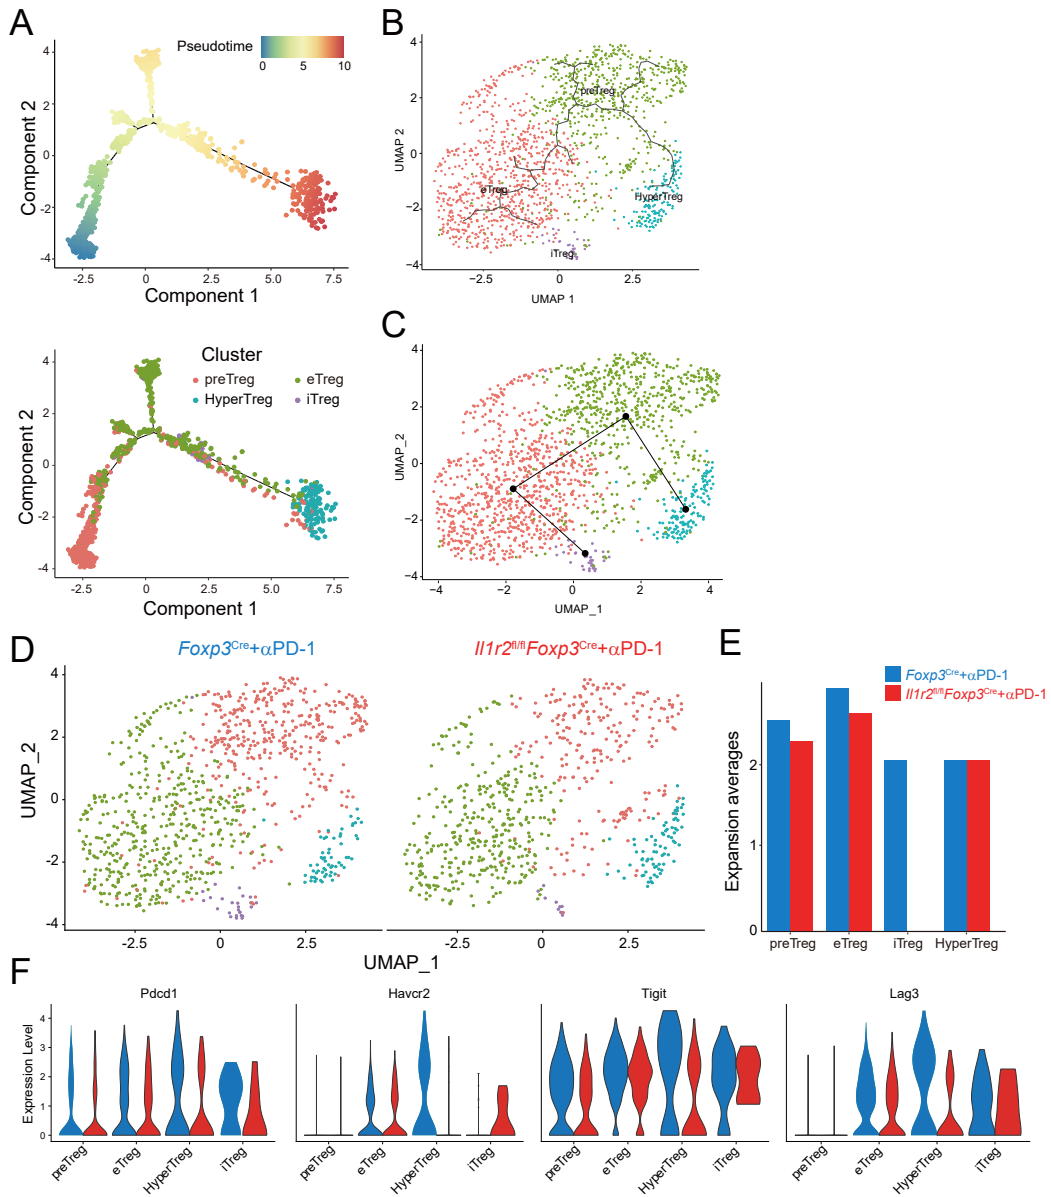 A
Pseudotime
0 5 10
4
2
0
-2
-4
Component 2
-2.5 0 2.5 5.0 7.5
Component 1
B
4
2
0
−2
−4
UMAP 2
preTreg
eTreg
HyperTreg
iTreg
−2.5 0 2.5
UMAP 1
Cluster
preTreg eTreg
HyperTreg iTreg
4
2
0
-2
-4
Component 2
-2.5 0 2.5 5.0 7.5
Component 1
C
4
2
0
−2
−4
UMAP_2
−4 −2 0 2 4
UMAP_1
D
Foxp3Cre+αPD-1 Il1r2fl/flFoxp3Cre+αPD-1
4
2
0
-2
-4
UMAP_2
-2.5 0 2.5 -2.5 0 2.5
UMAP_1
E
Foxp3Cre+αPD-1
Il1r2fl/flFoxp3Cre+αPD-1
2
1
0
Expansion averages
preTreg eTreg iTreg HyperTreg
F
Pdcd1 Havcr2 Tigit Lag3
4
3
2
1
0
Expression Level
preTreg eTreg HyperTreg iTreg preTreg eTreg HyperTreg iTreg preTreg eTreg HyperTreg iTreg preTreg eTreg HyperTreg iTreg